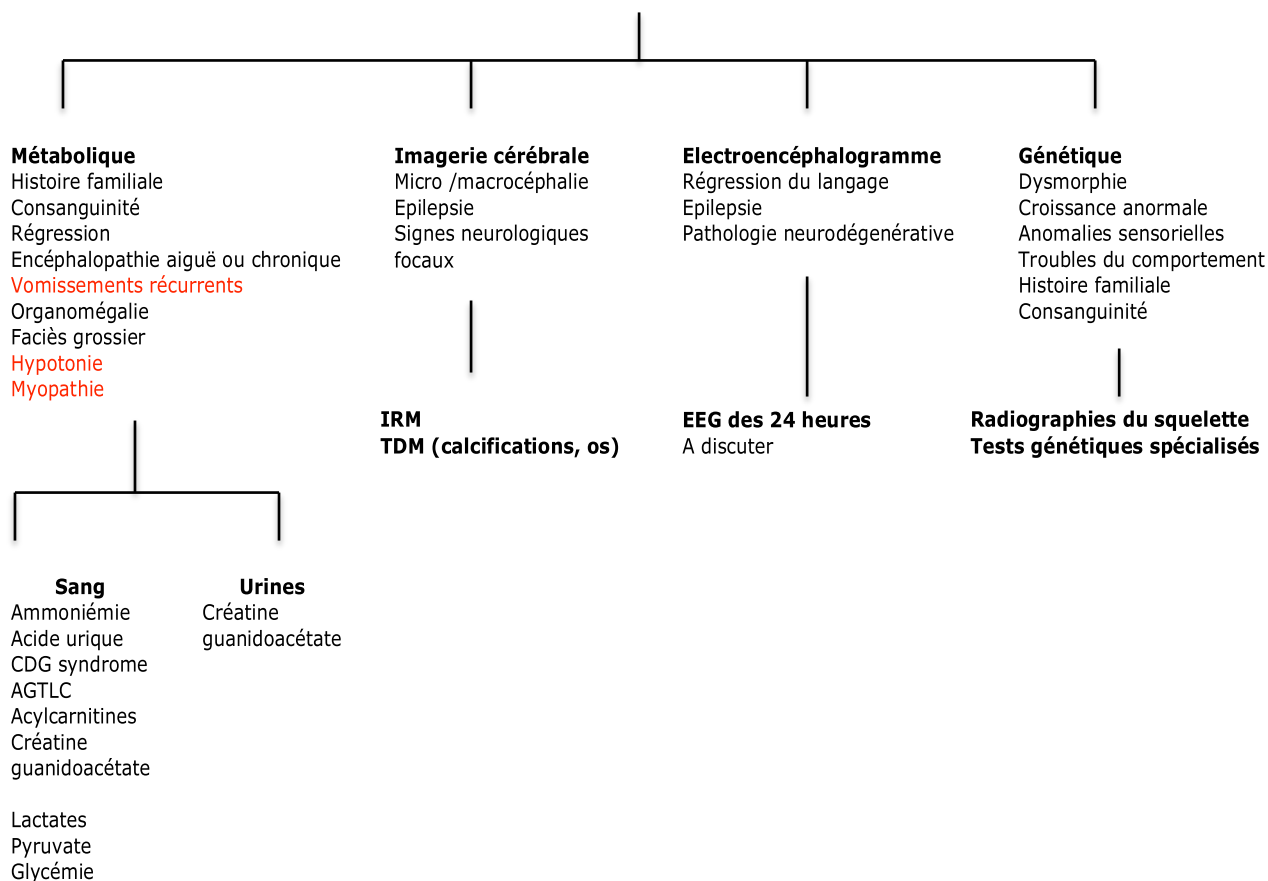 Métabolique
Histoire familiale
Consanguinité
Régression
Encéphalopathie aiguë ou chronique
Vomissements récurrents
Organomégalie
Faciès grossier
Hypotonie
Myopathie
Imagerie cérébrale
Micro /macrocéphalie
Epilepsie
Signes neurologiques
focaux
IRM
TDM (calcifications, os)
Electroencéphalogramme
Régression du langage
Epilepsie
Pathologie neurodégenérative
EEG des 24 heures
A discuter
Génétique
Dysmorphie
Croissance anormale
Anomalies sensorielles
Troubles du comportement
Histoire familiale
Consanguinité
Radiographies du squelette
Tests génétiques spécialisés
Sang
Ammoniémie
Acide urique
CDG syndrome
AGTLC
Acylcarnitines
Créatine
guanidoacétate
Lactates
Pyruvate
Glycémie
Urines
Créatine
guanidoacétate